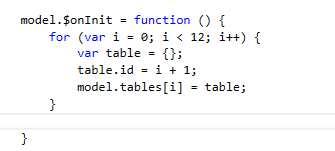 model.$onInit = function () {
    for (var i = 0; i < 12; i++) {
        var table = {};
        table.id = i + 1;
        model.tables[i] = table;
    }
}